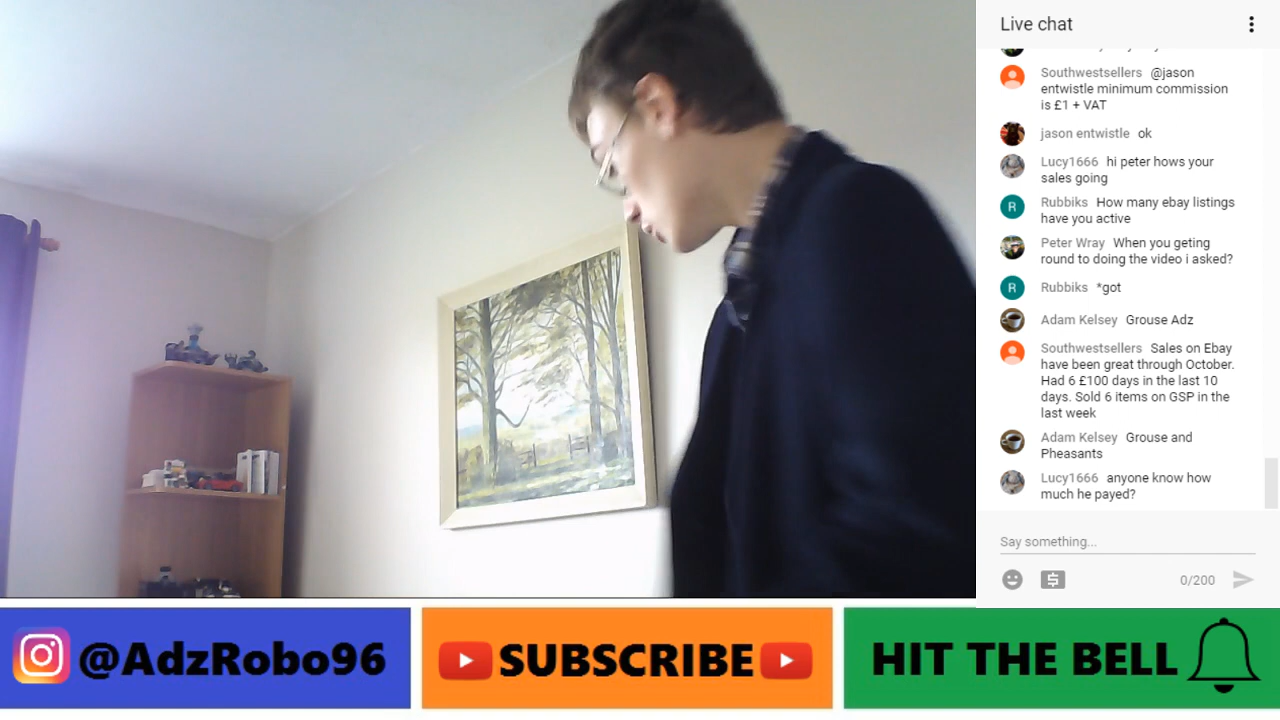 Live chat
Southwestsellers @jason
entwistle minimum commission
is £1 + VAT
jason entwistle ok
Lucy1666 hi peter hows your
sales going
R Rubbiks How many ebay listings
have you active
Peter Wray When you geting
round to doing the video i asked?
R Rubbiks *got
Adam Kelsey Grouse Adz
Southwestsellers Sales on Ebay
have been great through October.
Had 6 £100 days in the last 10
days. Sold 6 items on GSP in the
last week
Adam Kelsey Grouse and
Pheasants
Lucy1666 anyone know how
much he payed?
Say something...
0/200
@AdzRobo96
SUBSCRIBE
HIT THE BELL